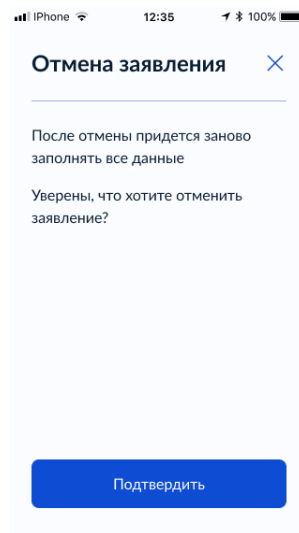 iPhone 12:35 100%
Отмена заявления
После отмены придется заново
заполнять все данные
Уверены, что хотите отменить
заявление?
Подтвердить